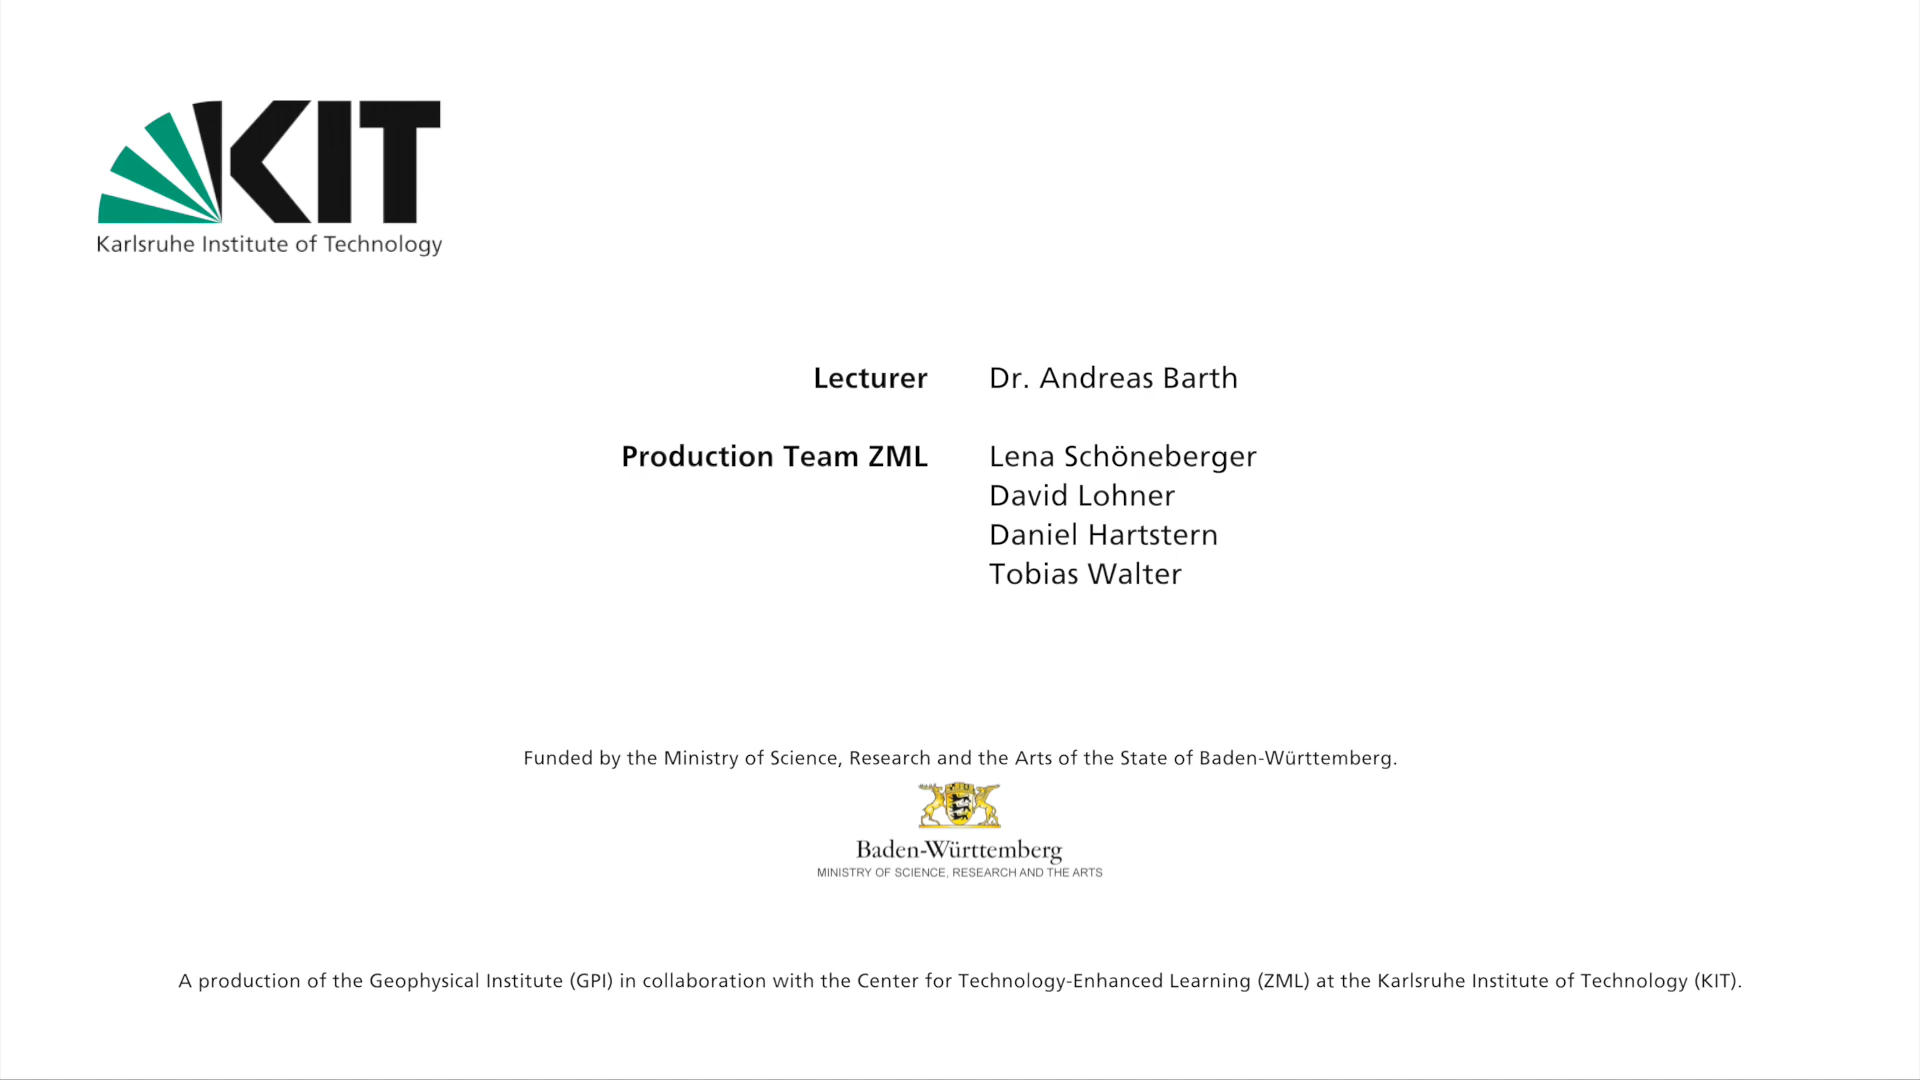 KIT
Karlsruhe Institute of Technology
Lecturer Dr. Andreas Barth
Production Team ZML Lena Schöneberger
David Lohner
Daniel Hartstern
Tobias Walter
Funded by the Ministry of Science, Research and the Arts of the State of Baden-Württemberg.
Baden-Württemberg
MINISTRY OF SCIENCE, RESEARCH AND THE ARTS
A production of the Geophysical Institute (GPI) in collaboration with the Center for Technology-Enhanced Learning (ZML) at the Karlsruhe Institute of Technology (KIT).